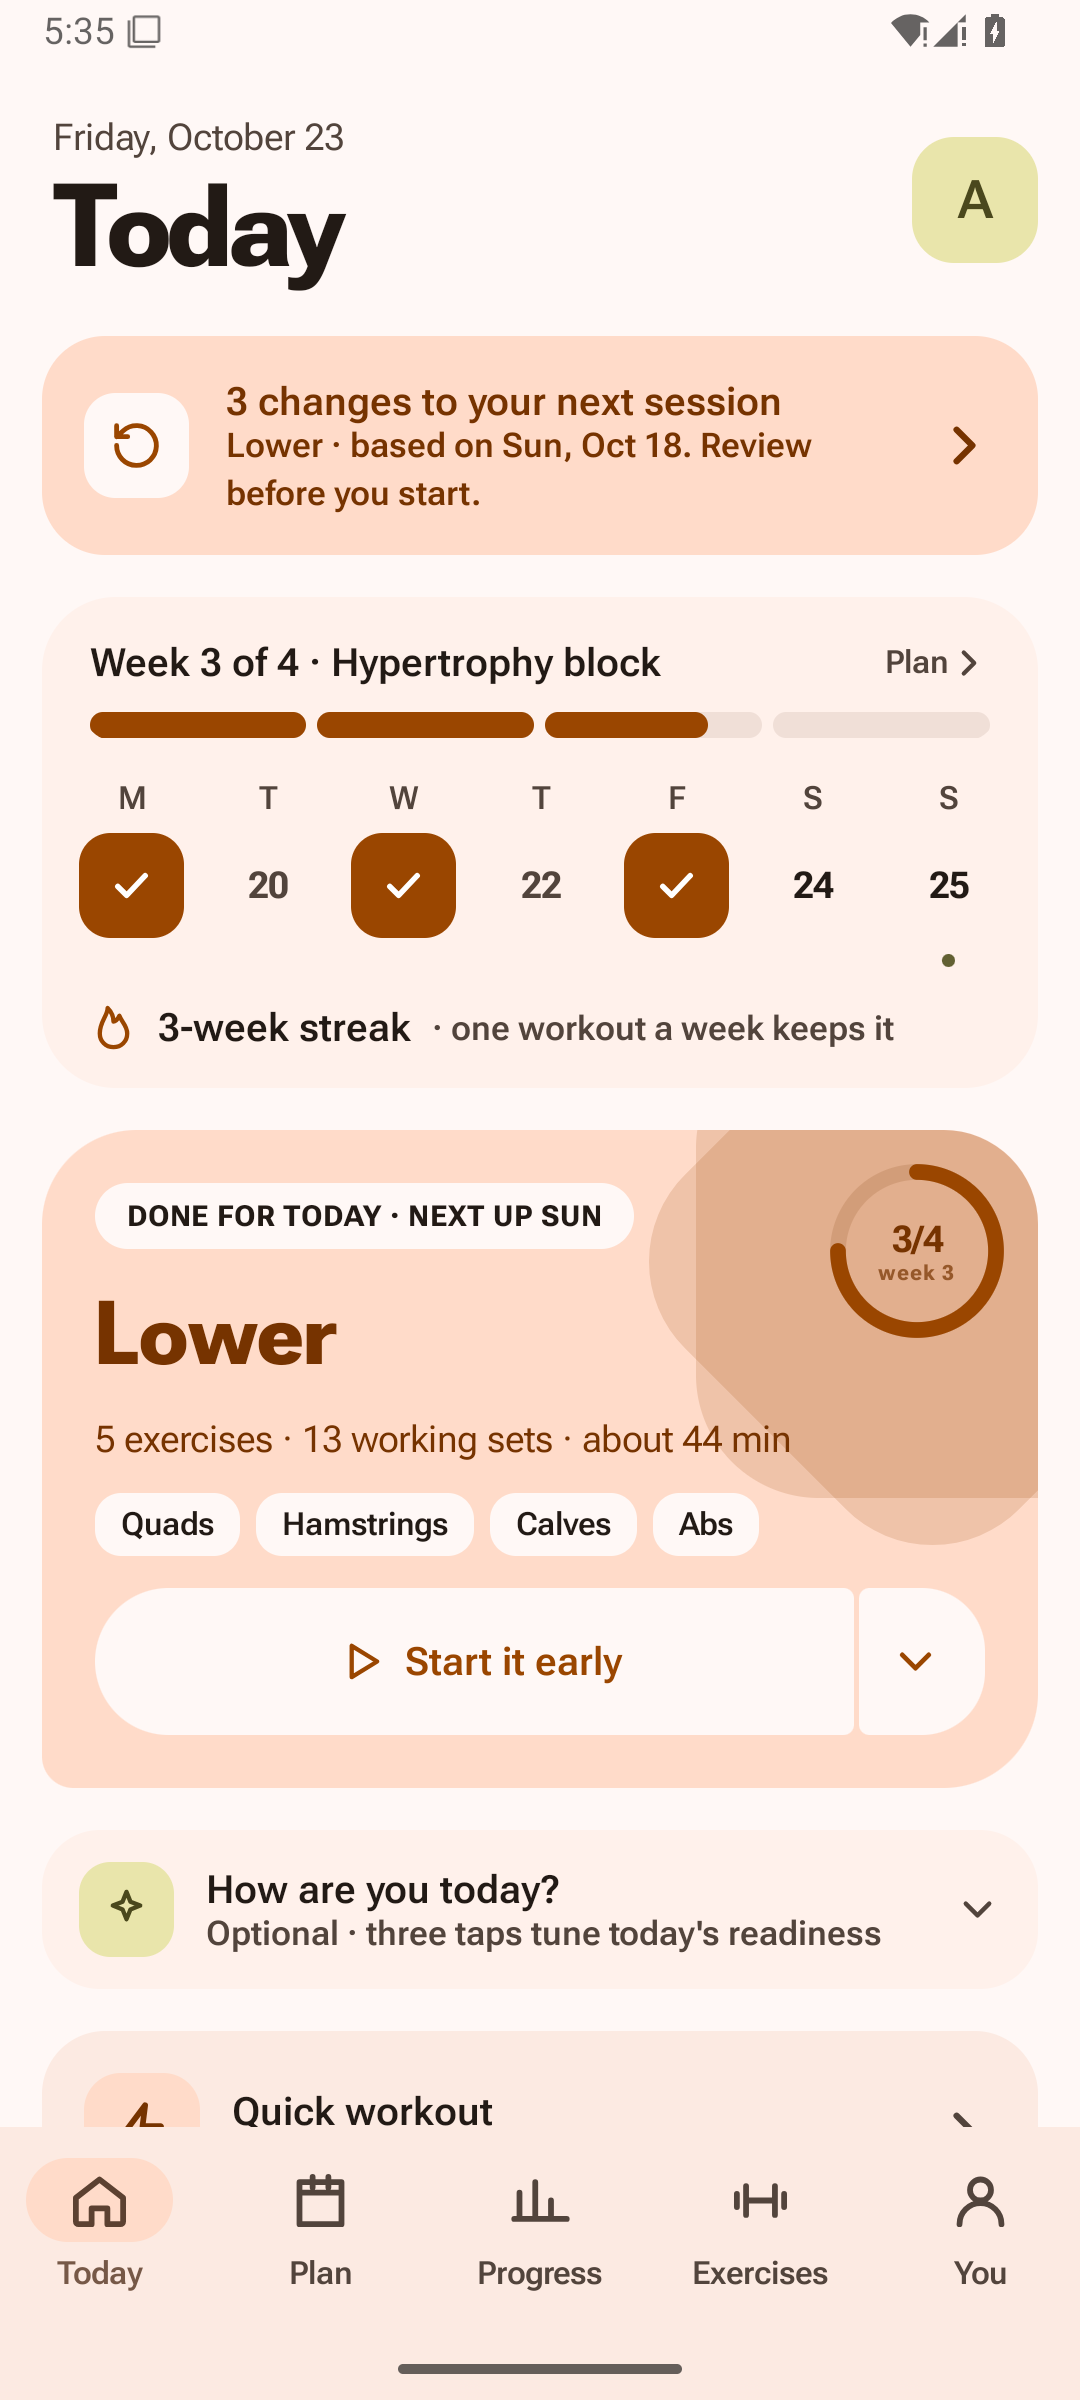 5:35
Friday, October 23
Today
A
3 changes to your next session
Lower · based on Sun, Oct 18. Review
before you start.
Week 3 of 4 · Hypertrophy block
Plan
M T W T F S S
20 22 24 25
3-week streak · one workout a week keeps it
DONE FOR TODAY · NEXT UP SUN
3/4
week 3
Lower
5 exercises · 13 working sets · about 44 min
Quads Hamstrings Calves Abs
Start it early
How are you today?
Optional · three taps tune today's readiness
Quick workout
Today Plan Progress Exercises You